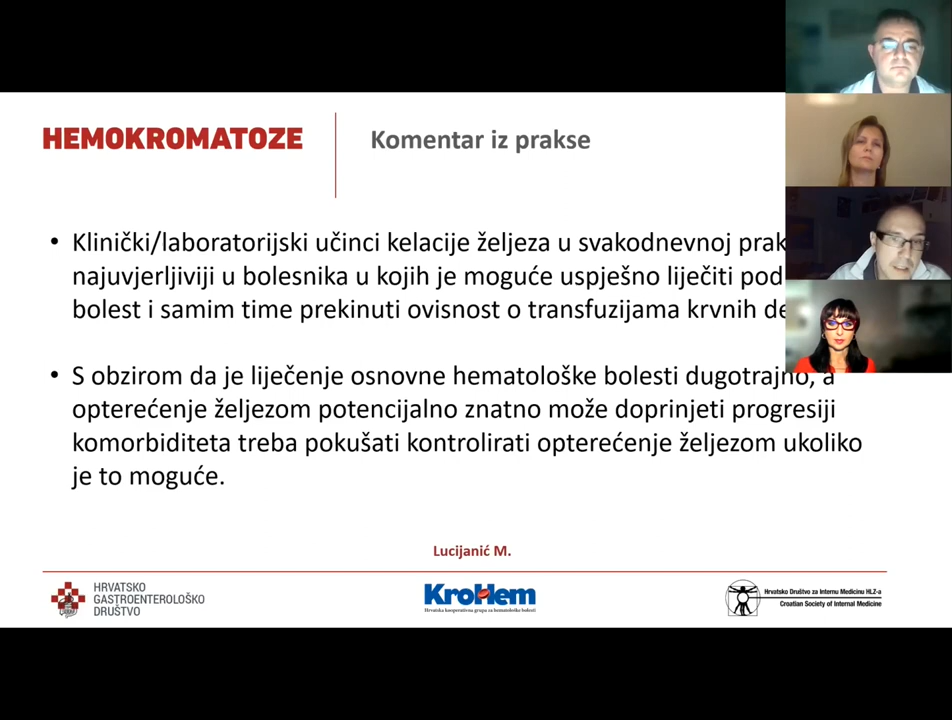 HEMOKROMATOZE
Komentar iz prakse
• Klinički/laboratorijski učinci kelacije željeza u svakodnevnoj
najuvjerljiviji u bolesnika u kojih je moguće uspješno liječiti
bolest i samim time prekinuti ovisnost o transfuzijama krvnih
• S obzirom da je liječenje osnovne hematološke bolesti dugotrajno, a
opterećenje željezom potencijalno znatno može doprinjeti progresiji
komorbiditeta treba pokušati kontrolirati opterećenje željezom ukoliko
je to moguće.
Lucijanić M.
HRVATSKO
GASTROENTEROLOŠKO
DRUŠTVO
KroHem
Hrvatska kooperativna grupa za hematološke bolesti
Hrvatsko Društvo za Internu Medicinu HLZ-a
Croatian Society of Internal Medicine